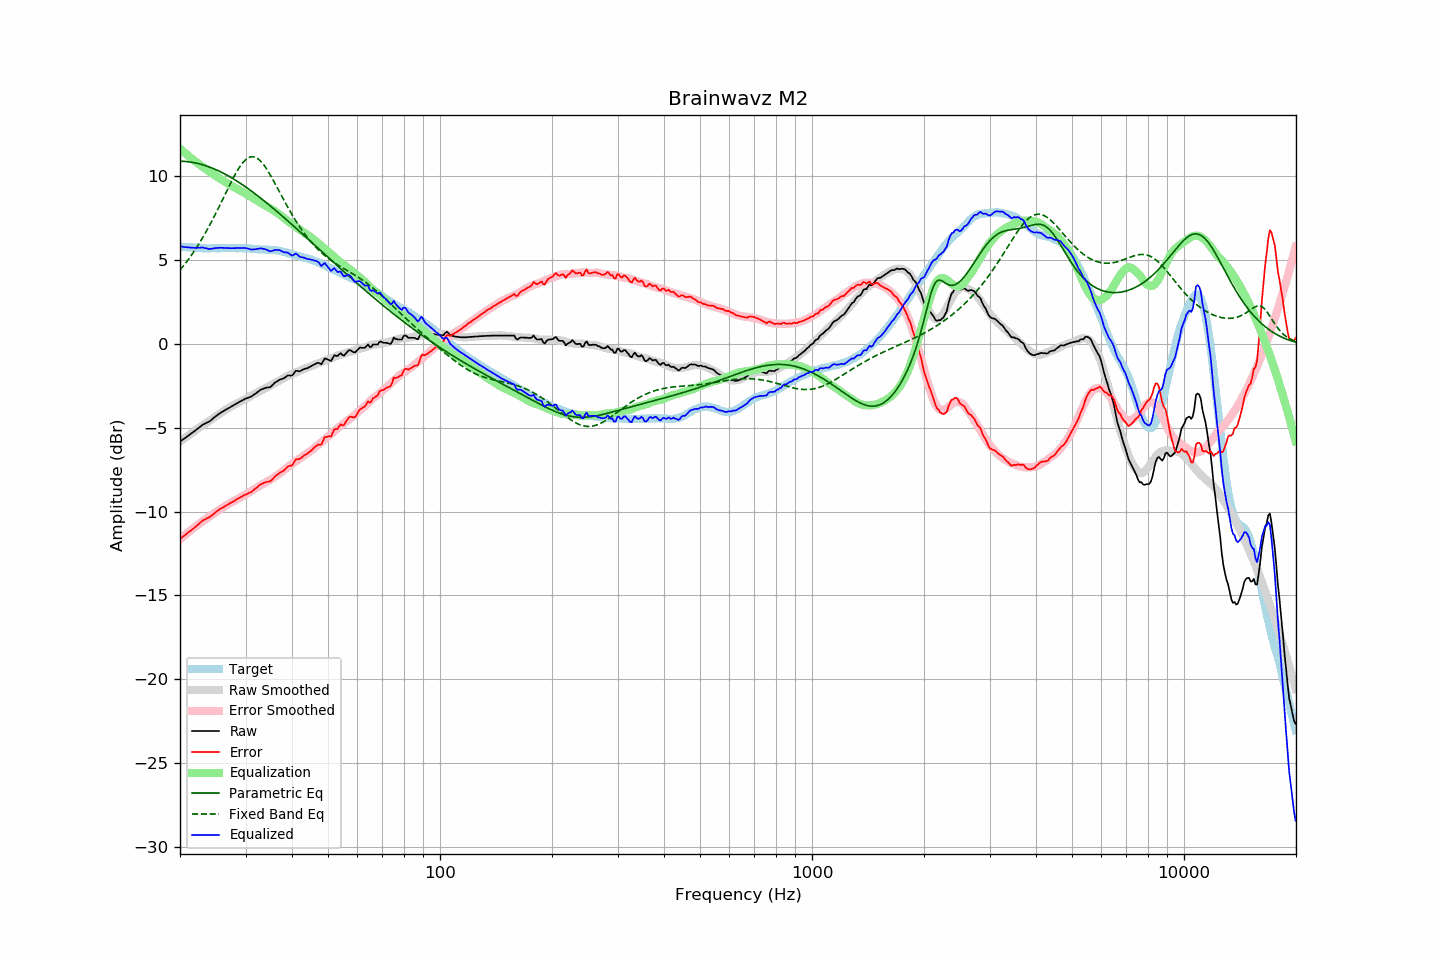 Brainwavz M2
10
5
0
−5
−10
−15
−20
−25
−30
Amplitude (dBr)
Target
Raw Smoothed
Error Smoothed
Raw
Error
Equalization
Parametric Eq
Fixed Band Eq
Equalized
100
1000
10000
Frequency (Hz)